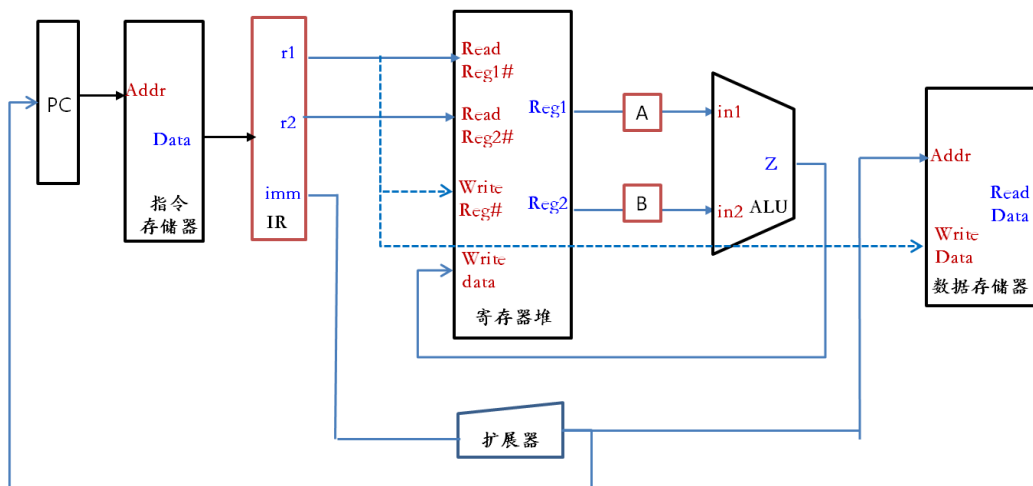 PC
Addr
Data
指令
存储器
r1
r2
imm
IR
Read
Reg1#
Read
Reg2#
Write
Reg#
Write
data
Reg1
Reg2
寄存器堆
A
B
in1
in2
Z
ALU
Addr
Read
Data
Write
Data
数据存储器
扩展器